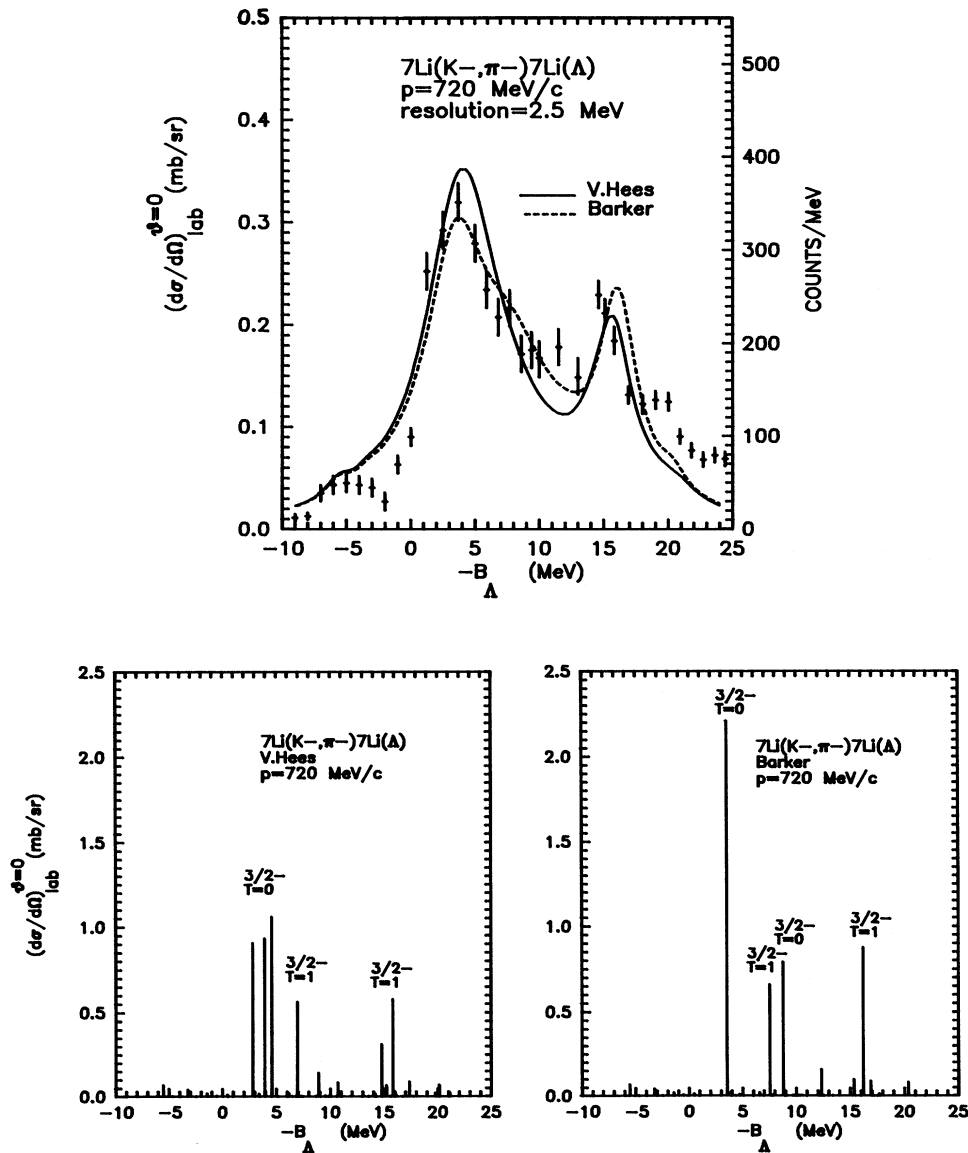 0.5
0.4
0.3
0.2
0.1
0.0
(dσ/dΩ)lab ϑ=0 (mb/sr)
7Li(K−,π−)7Li(Λ)
p=720 MeV/c
resolution=2.5 MeV
V.Hees
Barker
500
400
300
200
100
0
COUNTS/MeV
−10 −5 0 5 10 15 20 25
−BΛ (MeV)
2.5
2.0
1.5
1.0
0.5
0.0
(dσ/dΩ)lab ϑ=0 (mb/sr)
7Li(K−,π−)7Li(Λ)
V.Hees
p=720 MeV/c
3/2−
T=0
3/2−
T=1
3/2−
T=1
−10 −5 0 5 10 15 20 25
−BΛ (MeV)
2.5
2.0
1.5
1.0
0.5
0.0
3/2−
T=0
7Li(K−,π−)7Li(Λ)
Barker
p=720 MeV/c
3/2−
T=0
3/2−
T=1
3/2−
T=1
−10 −5 0 5 10 15 20 25
−BΛ (MeV)